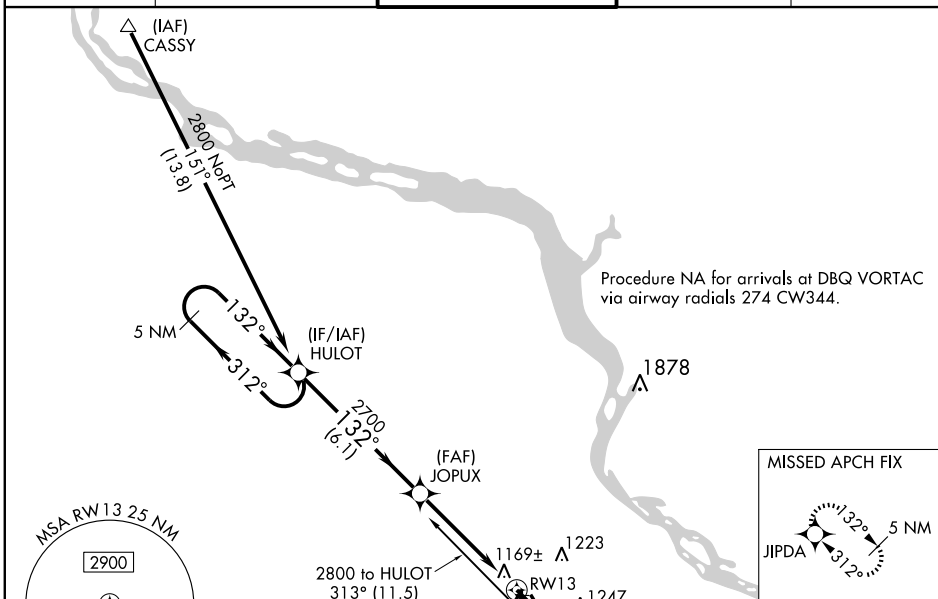 (IAF)
CASSY
2800 NoPT
151°
(13.8)
Procedure NA for arrivals at DBQ VORTAC
via airway radials 274 CW344.
132°
5 NM
(IF/IAF)
HULOT
312°
1878
2700
132°
(6.1)
(FAF)
JOPUX
MISSED APCH FIX
132°
5 NM
JIPDA
312°
MSA RW13 25 NM
2900
1169±
1223
2800 to HULOT
313° (11.5)
RW13
1247